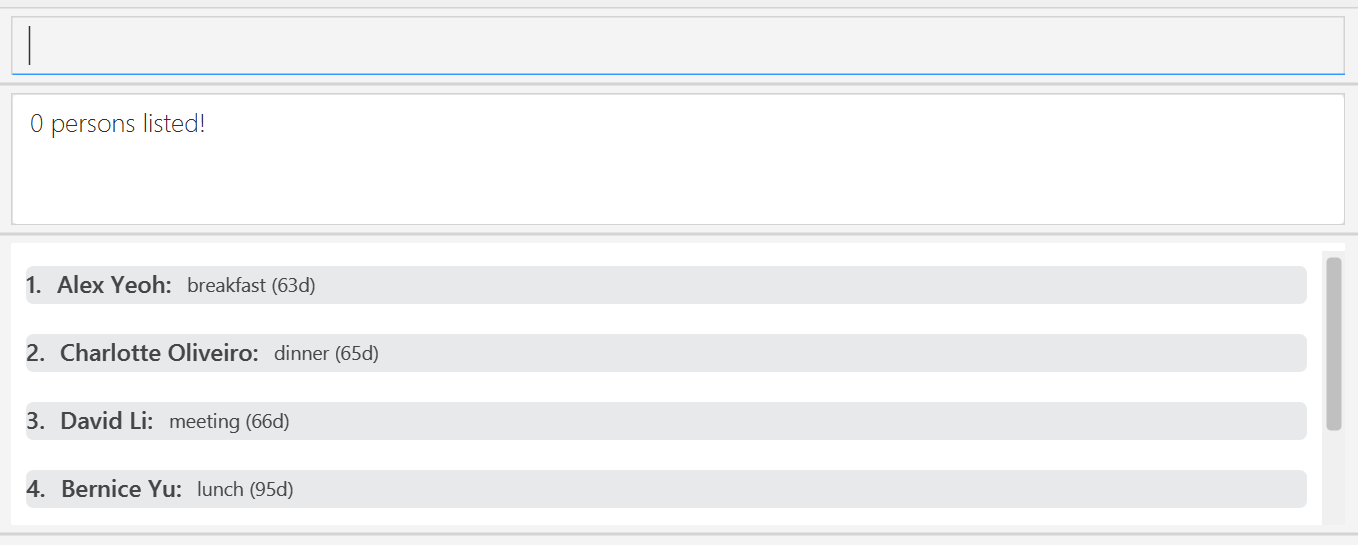 0 persons listed!
1. Alex Yeoh: breakfast (63d)
2. Charlotte Oliveiro: dinner (65d)
3. David Li: meeting (66d)
4. Bernice Yu: lunch (95d)